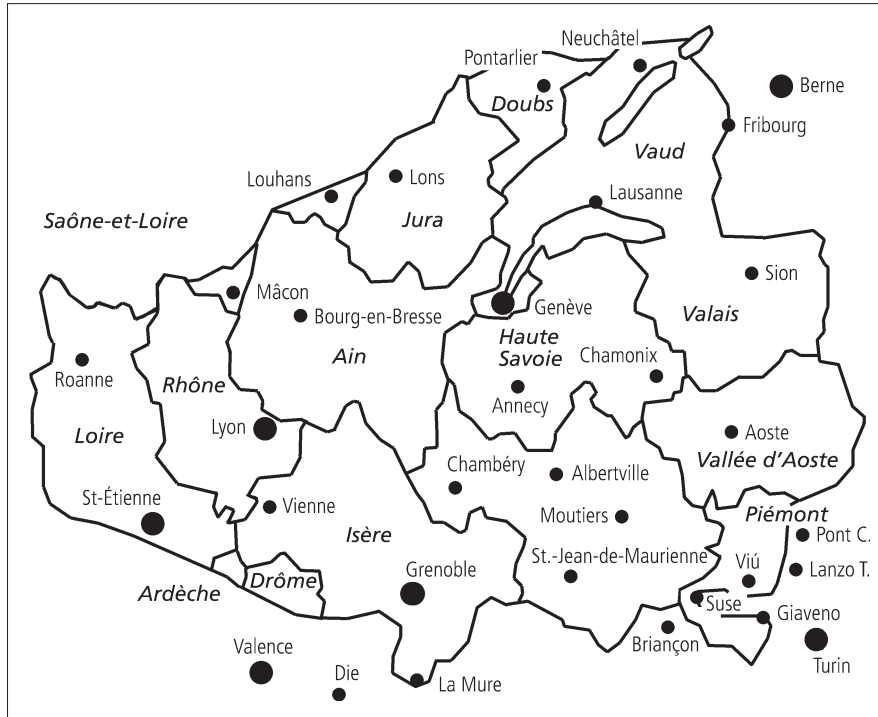 Neuchâtel
Pontarlier
Berne
Doubs
Fribourg
Vaud
Louhans
Lons
Lausanne
Saône-et-Loire
Jura
Sion
Mâcon
Genève
Bourg-en-Bresse
Valais
Haute
Savoie
Ain
Chamonix
Roanne
Rhône
Annecy
Lyon
Loire
Aoste
Vallée d’Aoste
Chambéry
Albertville
St-Étienne
Vienne
Moutiers
Piémont
Isère
Pont C.
St.-Jean-de-Maurienne
Viú
Lanzo T.
Grenoble
Drôme
Ardèche
Suse
Giaveno
Briançon
Valence
Turin
Die
La Mure